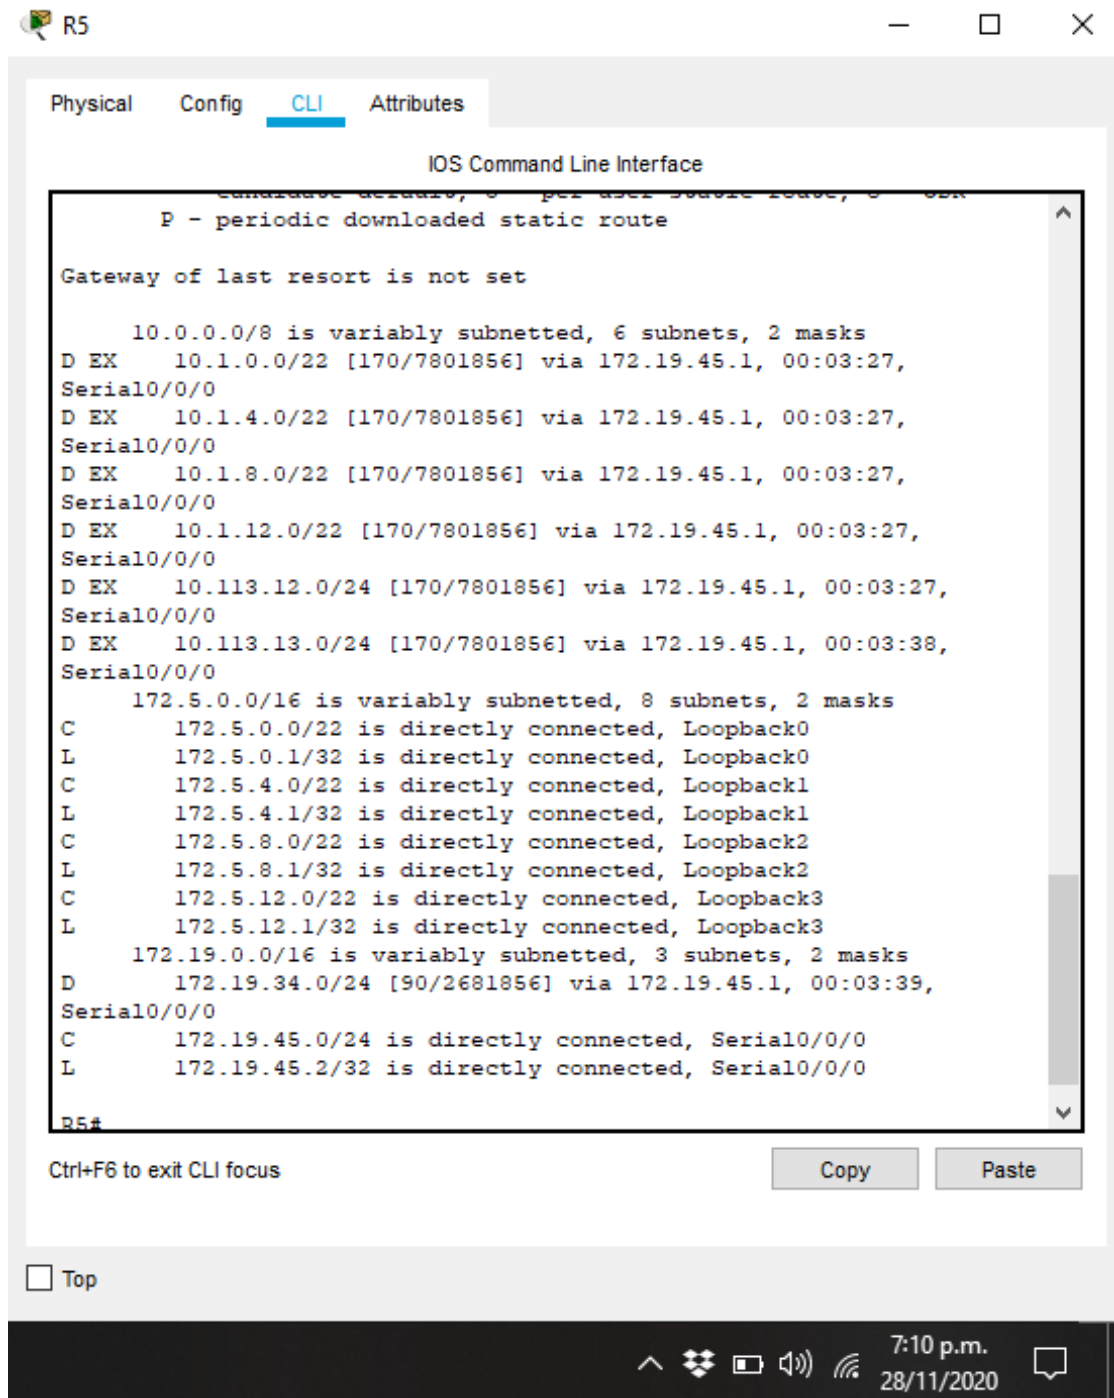 R5
Physical Config CLI Attributes
IOS Command Line Interface
candidate default, U - per-user static route, o - ODR
P - periodic downloaded static route
Gateway of last resort is not set
10.0.0.0/8 is variably subnetted, 6 subnets, 2 masks
D EX 10.1.0.0/22 [170/7801856] via 172.19.45.1, 00:03:27,
Serial0/0/0
D EX 10.1.4.0/22 [170/7801856] via 172.19.45.1, 00:03:27,
Serial0/0/0
D EX 10.1.8.0/22 [170/7801856] via 172.19.45.1, 00:03:27,
Serial0/0/0
D EX 10.1.12.0/22 [170/7801856] via 172.19.45.1, 00:03:27,
Serial0/0/0
D EX 10.113.12.0/24 [170/7801856] via 172.19.45.1, 00:03:27,
Serial0/0/0
D EX 10.113.13.0/24 [170/7801856] via 172.19.45.1, 00:03:38,
Serial0/0/0
172.5.0.0/16 is variably subnetted, 8 subnets, 2 masks
C 172.5.0.0/22 is directly connected, Loopback0
L 172.5.0.1/32 is directly connected, Loopback0
C 172.5.4.0/22 is directly connected, Loopback1
L 172.5.4.1/32 is directly connected, Loopback1
C 172.5.8.0/22 is directly connected, Loopback2
L 172.5.8.1/32 is directly connected, Loopback2
C 172.5.12.0/22 is directly connected, Loopback3
L 172.5.12.1/32 is directly connected, Loopback3
172.19.0.0/16 is variably subnetted, 3 subnets, 2 masks
D 172.19.34.0/24 [90/2681856] via 172.19.45.1, 00:03:39,
Serial0/0/0
C 172.19.45.0/24 is directly connected, Serial0/0/0
L 172.19.45.2/32 is directly connected, Serial0/0/0
R5#
Ctrl+F6 to exit CLI focus
Copy Paste
Top
7:10 p.m.
28/11/2020